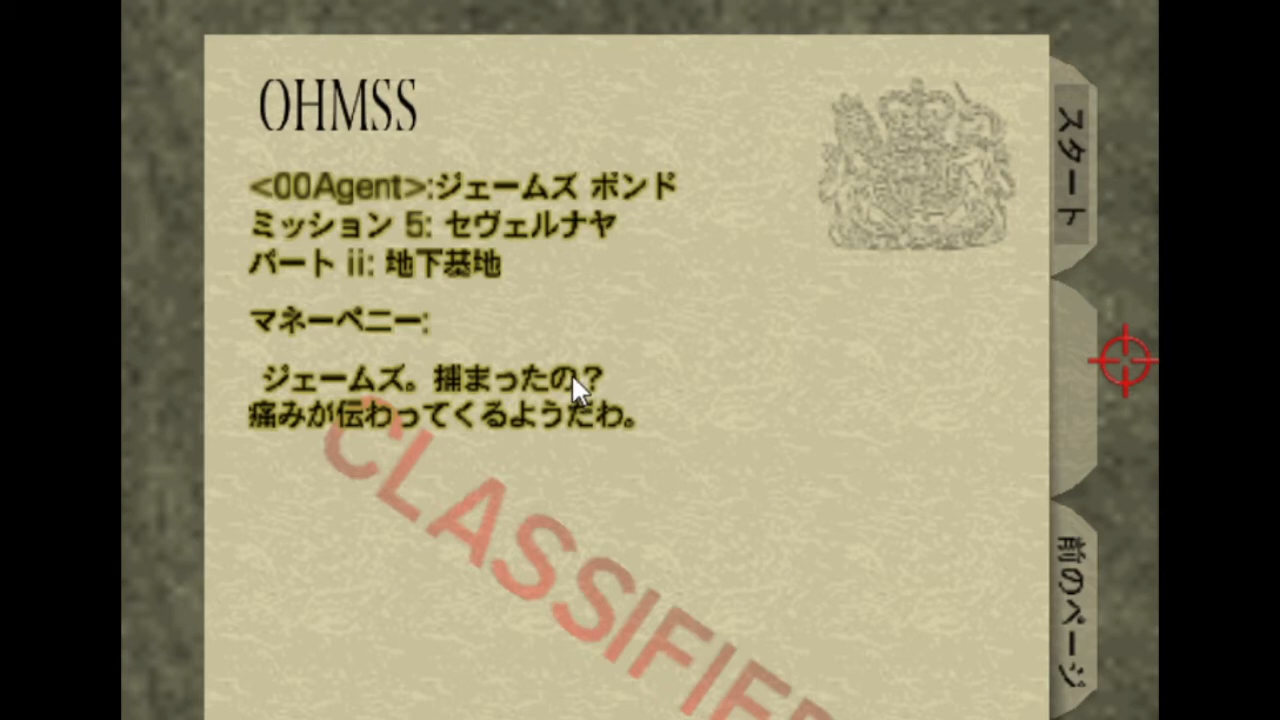 OHMSS
<00Agent>:ジェームズ ボンド
ミッション 5: セヴェルナヤ
パート ii: 地下基地
マネーペニー:
ジェームズ。捕まったの?
痛みが伝わってくるようだわ。
CLASSIFIED
スタート
前のページ